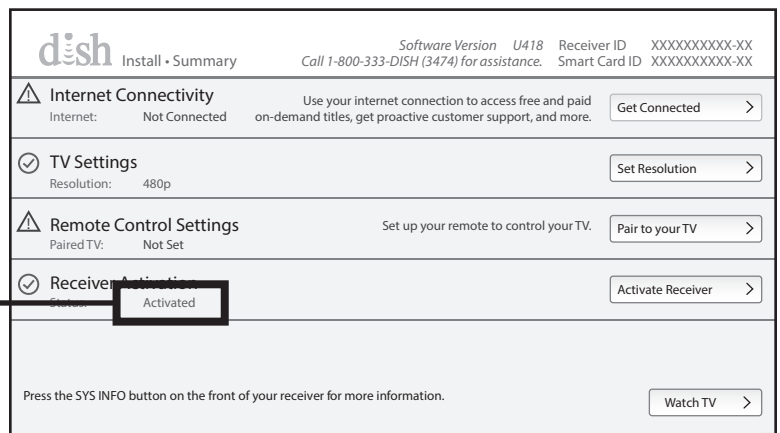 dish Install • Summary
Software Version U418 Receiver ID XXXXXXXXXX-XX
Call 1-800-333-DISH (3474) for assistance. Smart Card ID XXXXXXXXXX-XX
Internet Connectivity
Internet: Not Connected
Use your internet connection to access free and paid
on-demand titles, get proactive customer support, and more.
Get Connected
TV Settings
Resolution: 480p
Set Resolution
Remote Control Settings
Paired TV: Not Set
Set up your remote to control your TV.
Pair to your TV
Receiver Activation
Status: Activated
Activate Receiver
Press the SYS INFO button on the front of your receiver for more information.
Watch TV